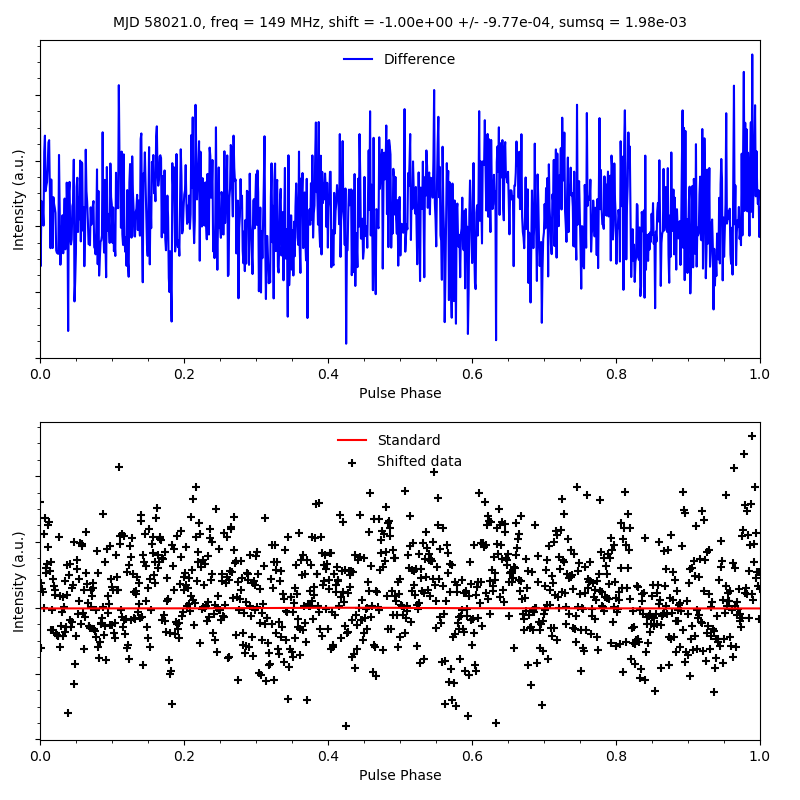 MJD 58021.0, freq = 149 MHz, shift = -1.00e+00 +/- -9.77e-04, sumsq = 1.98e-03
Difference
Intensity (a.u.)
0.0 0.2 0.4 0.6 0.8 1.0
Pulse Phase
Standard
Shifted data
Intensity (a.u.)
0.0 0.2 0.4 0.6 0.8 1.0
Pulse Phase